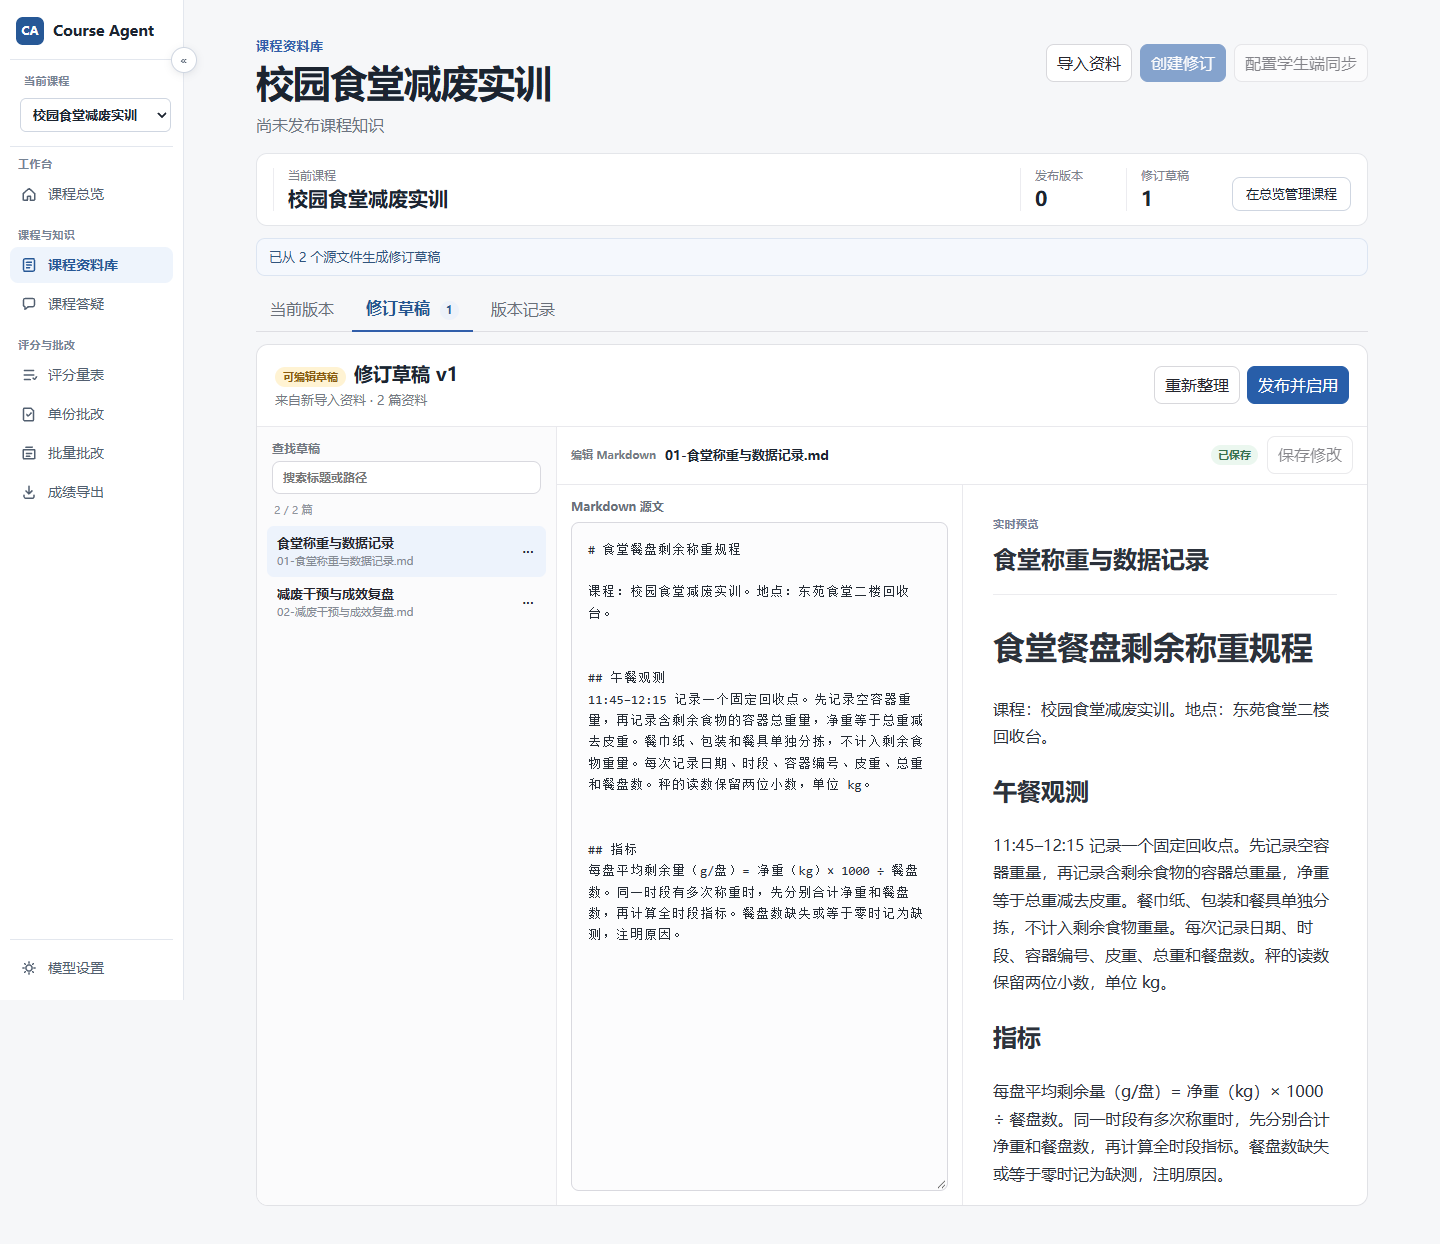 CA Course Agent
«
当前课程
校园食堂减废实训
工作台
课程总览
课程与知识
课程资料库
课程答疑
评分与批改
评分量表
单份批改
批量批改
成绩导出
模型设置
课程资料库
校园食堂减废实训
尚未发布课程知识
导入资料
创建修订
配置学生端同步
当前课程
校园食堂减废实训
发布版本
0
修订草稿
1
在总览管理课程
已从 2 个源文件生成修订草稿
当前版本
修订草稿 1
版本记录
可编辑草稿 修订草稿 v1
来自新导入资料 · 2 篇资料
重新整理
发布并启用
查找草稿
搜索标题或路径
2 / 2 篇
食堂称重与数据记录
01-食堂称重与数据记录.md
...
减废干预与成效复盘
02-减废干预与成效复盘.md
...
编辑 Markdown 01-食堂称重与数据记录.md
已保存
保存修改
Markdown 源文
# 食堂餐盘剩余称重规程
课程：校园食堂减废实训。地点：东苑食堂二楼回收
台。
## 午餐观测
11:45–12:15 记录一个固定回收点。先记录空容器重
量，再记录含剩余食物的容器总重量，净重等于总重减
去皮重。餐巾纸、包装和餐具单独分拣，不计入剩余食
物重量。每次记录日期、时段、容器编号、皮重、总重
和餐盘数。秤的读数保留两位小数，单位 kg。
## 指标
每盘平均剩余量（g/盘）= 净重（kg）× 1000 ÷ 餐盘
数。同一时段有多次称重时，先分别合计净重和餐盘
数，再计算全时段指标。餐盘数缺失或等于零时记为缺
测，注明原因。
实时预览
食堂称重与数据记录
食堂餐盘剩余称重规程
课程：校园食堂减废实训。地点：东苑食堂二楼
回收台。
午餐观测
11:45–12:15 记录一个固定回收点。先记录空容
器重量，再记录含剩余食物的容器总重量，净重
等于总重减去皮重。餐巾纸、包装和餐具单独分
拣，不计入剩余食物重量。每次记录日期、时
段、容器编号、皮重、总重和餐盘数。秤的读数
保留两位小数，单位 kg。
指标
每盘平均剩余量（g/盘）= 净重（kg）× 1000
÷ 餐盘数。同一时段有多次称重时，先分别合计
净重和餐盘数，再计算全时段指标。餐盘数缺失
或等于零时记为缺测，注明原因。